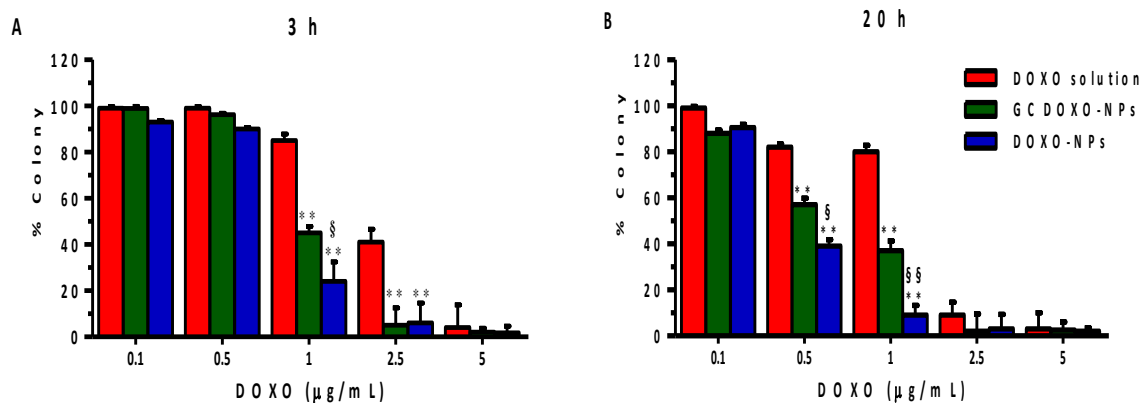 A
3 h
% Colony
120
100
80
60
40
20
0
** ** § ** **
0.1 0.5 1 2.5 5
DOXO (µg/mL)
B
20 h
% Colony
120
100
80
60
40
20
0
** § ** ** §§ **
0.1 0.5 1 2.5 5
DOXO (µg/mL)
DOXO solution
GC DOXO-NPs
DOXO-NPs